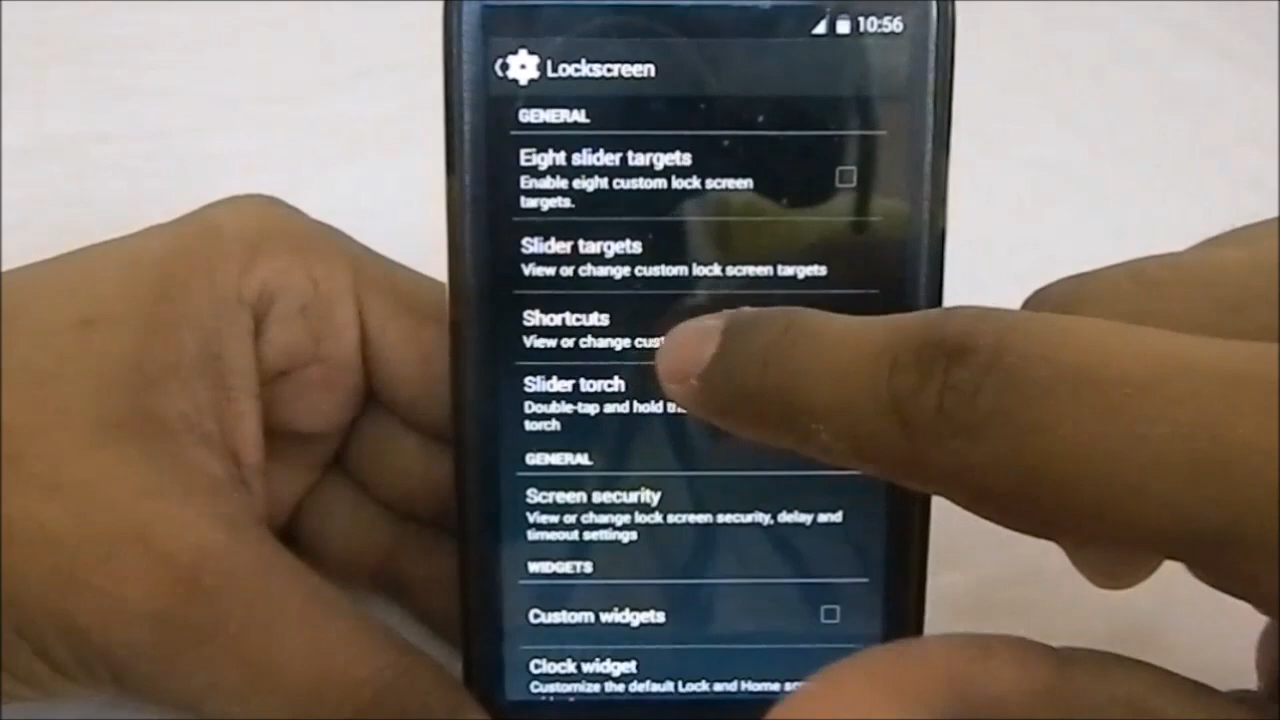 10:56
Lockscreen
GENERAL
Eight slider targets
Enable eight custom lock screen
targets.
Slider targets
View or change custom lock screen targets
Shortcuts
View or change
Slider torch
Double-tap and hold
torch
GENERAL
Screen security
View or change lock screen security, delay and
timeout settings
WIDGETS
Custom widgets
Clock widget
Customize the default Lock and Home